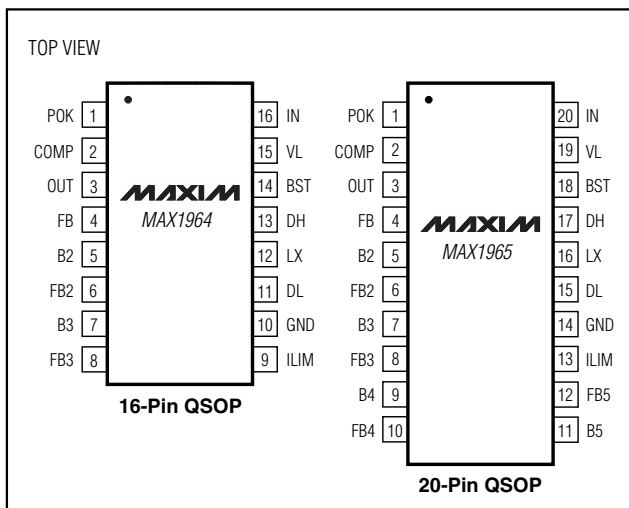 TOP VIEW
POK 1
COMP 2
OUT 3
FB 4
B2 5
FB2 6
B3 7
FB3 8
16 IN
15 VL
14 BST
13 DH
12 LX
11 DL
10 GND
9 ILIM
MAXIM
MAX1964
16-Pin QSOP
POK 1
COMP 2
OUT 3
FB 4
B2 5
FB2 6
B3 7
FB3 8
B4 9
FB4 10
20 IN
19 VL
18 BST
17 DH
16 LX
15 DL
14 GND
13 ILIM
12 FB5
11 B5
MAXIM
MAX1965
20-Pin QSOP